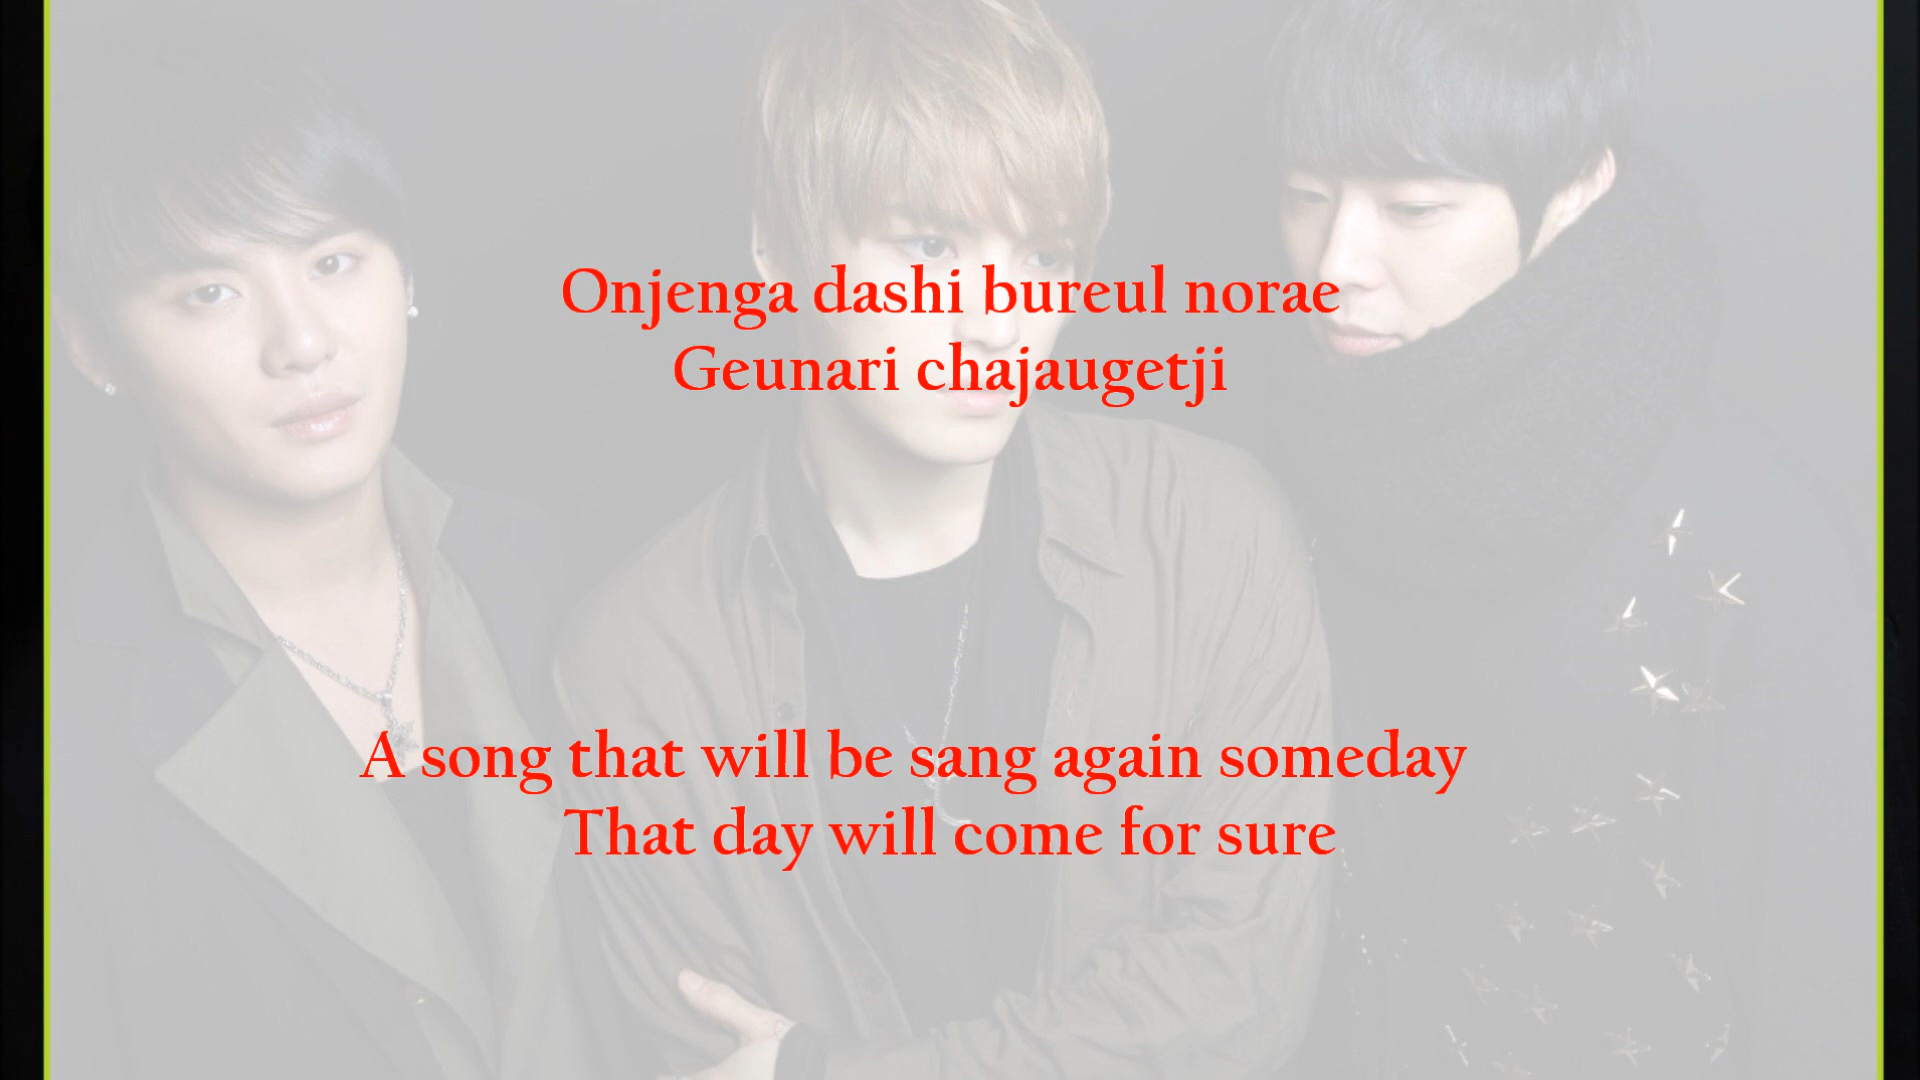 Onjenga dashi bureul norae
Geunari chajaugetji
A song that will be sang again someday
That day will come for sure